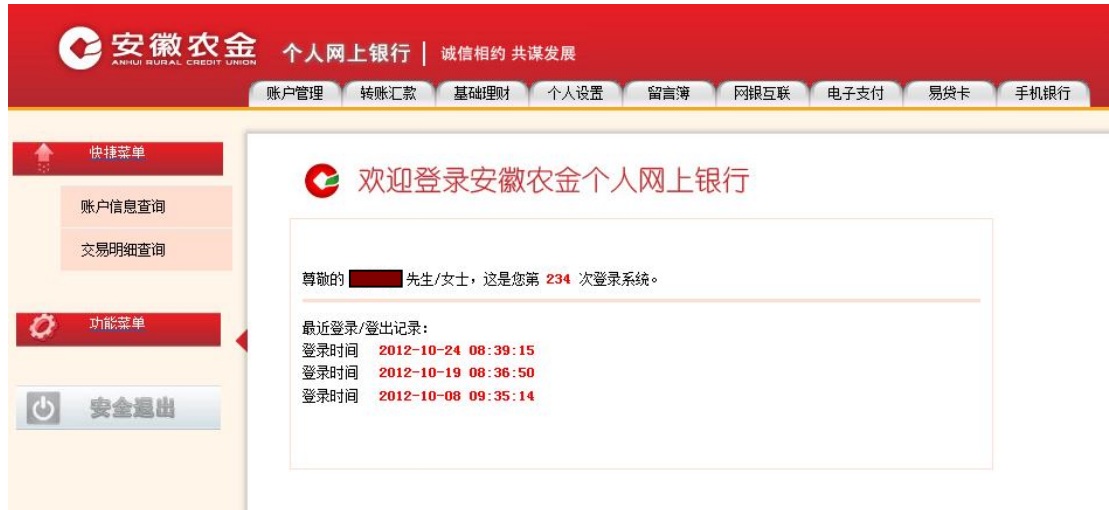 安徽农金
ANHUI RURAL CREDIT UNION
个人网上银行 诚信相约 共谋发展
账户管理 转账汇款 基础理财 个人设置 留言簿 网银互联 电子支付 易贷卡 手机银行
快捷菜单
账户信息查询
交易明细查询
功能菜单
安全退出
欢迎登录安徽农金个人网上银行
尊敬的 先生/女士，这是您第 234 次登录系统。
最近登录/登出记录：
登录时间 2012-10-24 08:39:15
登录时间 2012-10-19 08:36:50
登录时间 2012-10-08 09:35:14